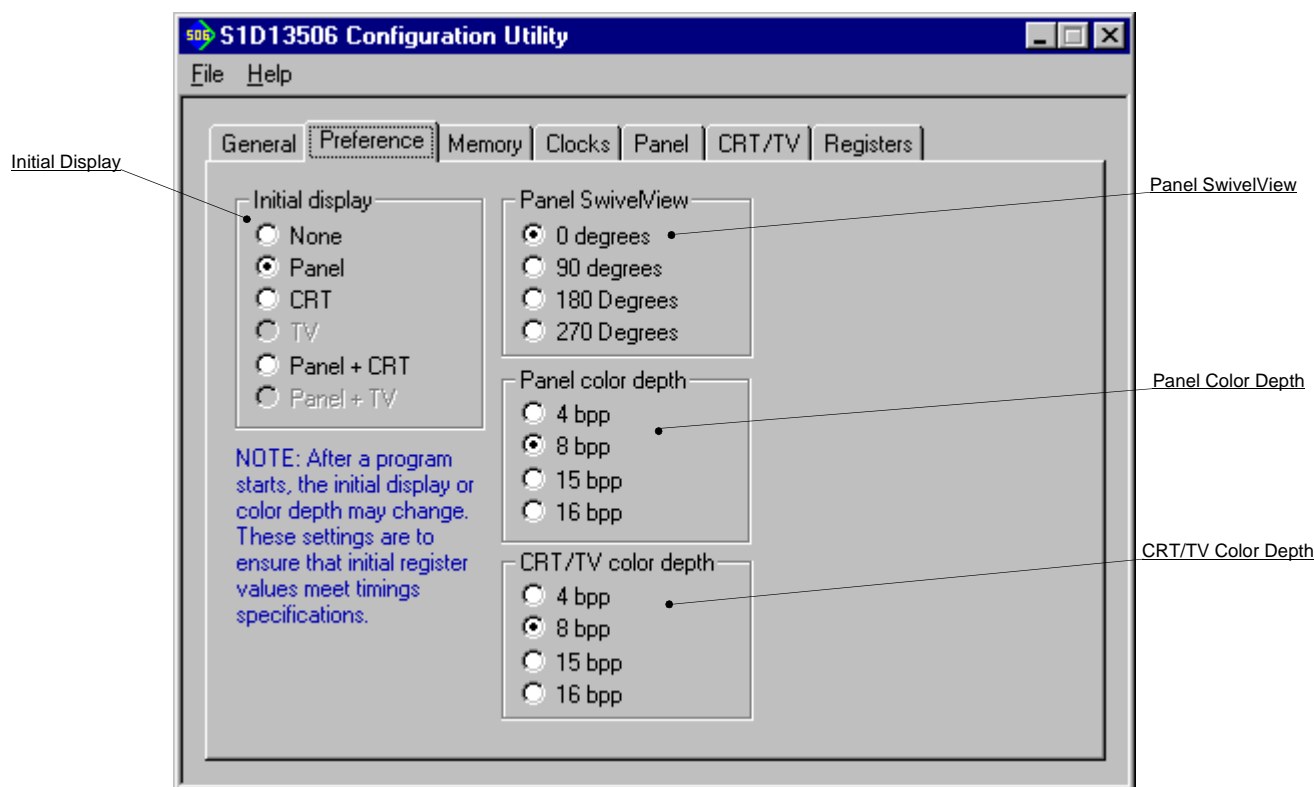 506 S1D13506 Configuration Utility
File Help
General Preference Memory Clocks Panel CRT/TV Registers
Initial Display
Initial display
None
Panel
CRT
TV
Panel + CRT
Panel + TV
NOTE: After a program
starts, the initial display or
color depth may change.
These settings are to
ensure that initial register
values meet timings
specifications.
Panel SwivelView
0 degrees
90 degrees
180 Degrees
270 Degrees
Panel color depth
4 bpp
8 bpp
15 bpp
16 bpp
CRT/TV color depth
4 bpp
8 bpp
15 bpp
16 bpp
Panel SwivelView
Panel Color Depth
CRT/TV Color Depth